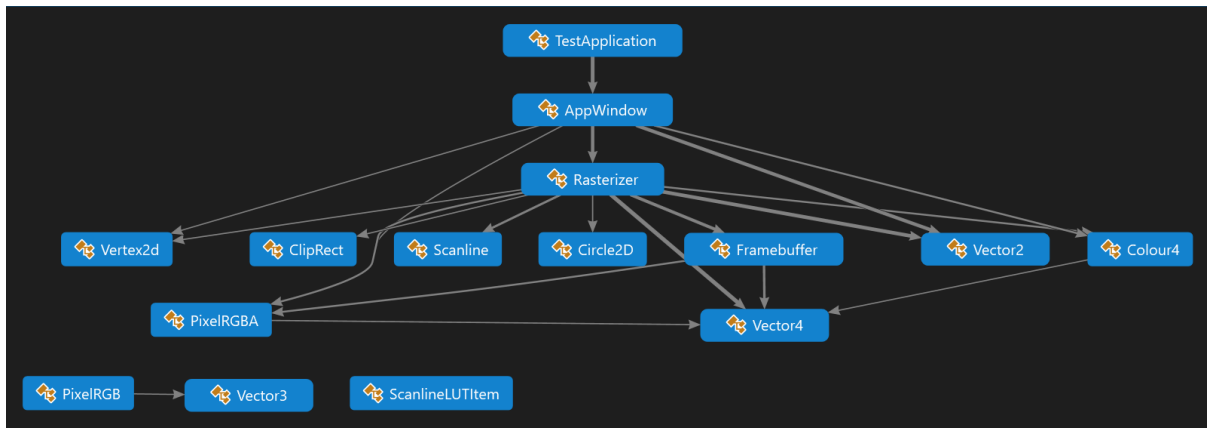 TestApplication
AppWindow
Rasterizer
Vertex2d
ClipRect
Scanline
Circle2D
Framebuffer
Vector2
Colour4
PixelRGBA
Vector4
PixelRGB
Vector3
ScanlineLUTItem